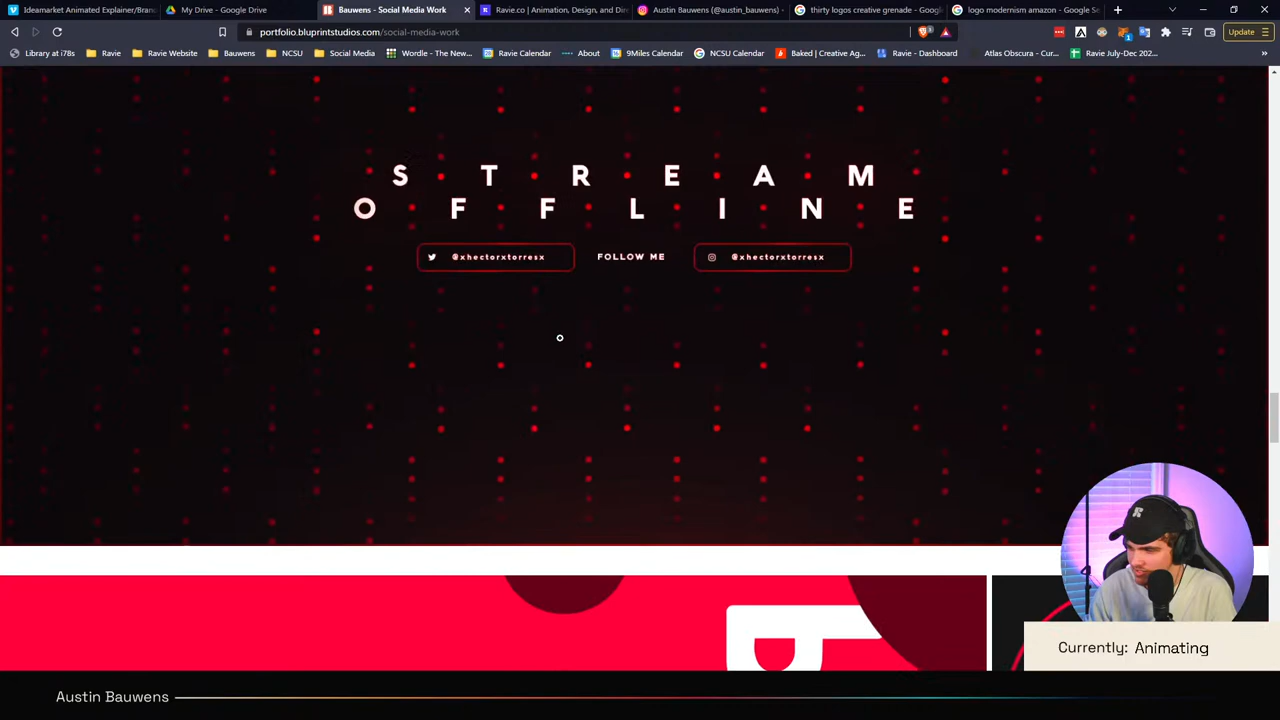 Ideamarket Animated Explainer/Bran
My Drive - Google Drive
Bauwens - Social Media Work
Ravie.co | Animation, Design, and Dir
Austin Bauwens (@austin_bauwens) ·
thirty logos creative grenade - Googl
logo modernism amazon - Google Se
portfolio.bluprintstudios.com/social-media-work
Update
Library at i78s
Ravie
Ravie Website
Bauwens
NCSU
Social Media
Wordle - The New...
Ravie Calendar
About
9Miles Calendar
NCSU Calendar
Baked | Creative Ag...
Ravie - Dashboard
Atlas Obscura - Cur...
Ravie July-Dec 202...
STREAM
OFFLINE
@xhectorxtorresx FOLLOW ME @xhectorxtorresx
Currently: Animating
Austin Bauwens